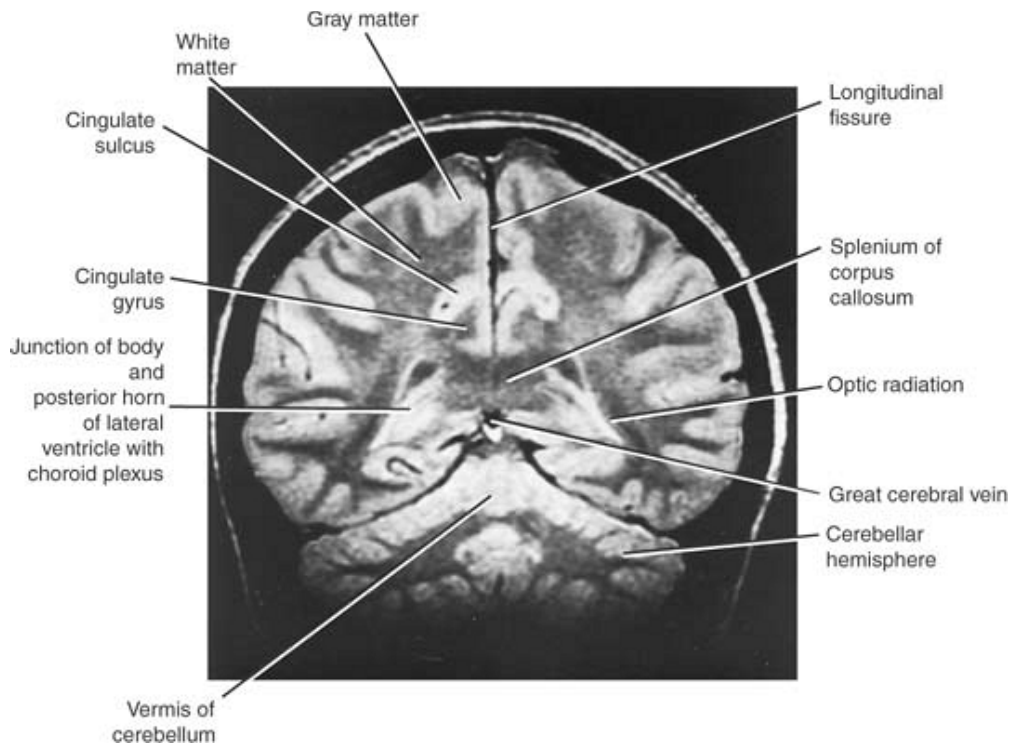 Gray matter
White
matter
Cingulate
sulcus
Cingulate
gyrus
Junction of body
and
posterior horn
of lateral
ventricle with
choroid plexus
Vermis of
cerebellum
Longitudinal
fissure
Splenium of
corpus
callosum
Optic radiation
Great cerebral vein
Cerebellar
hemisphere